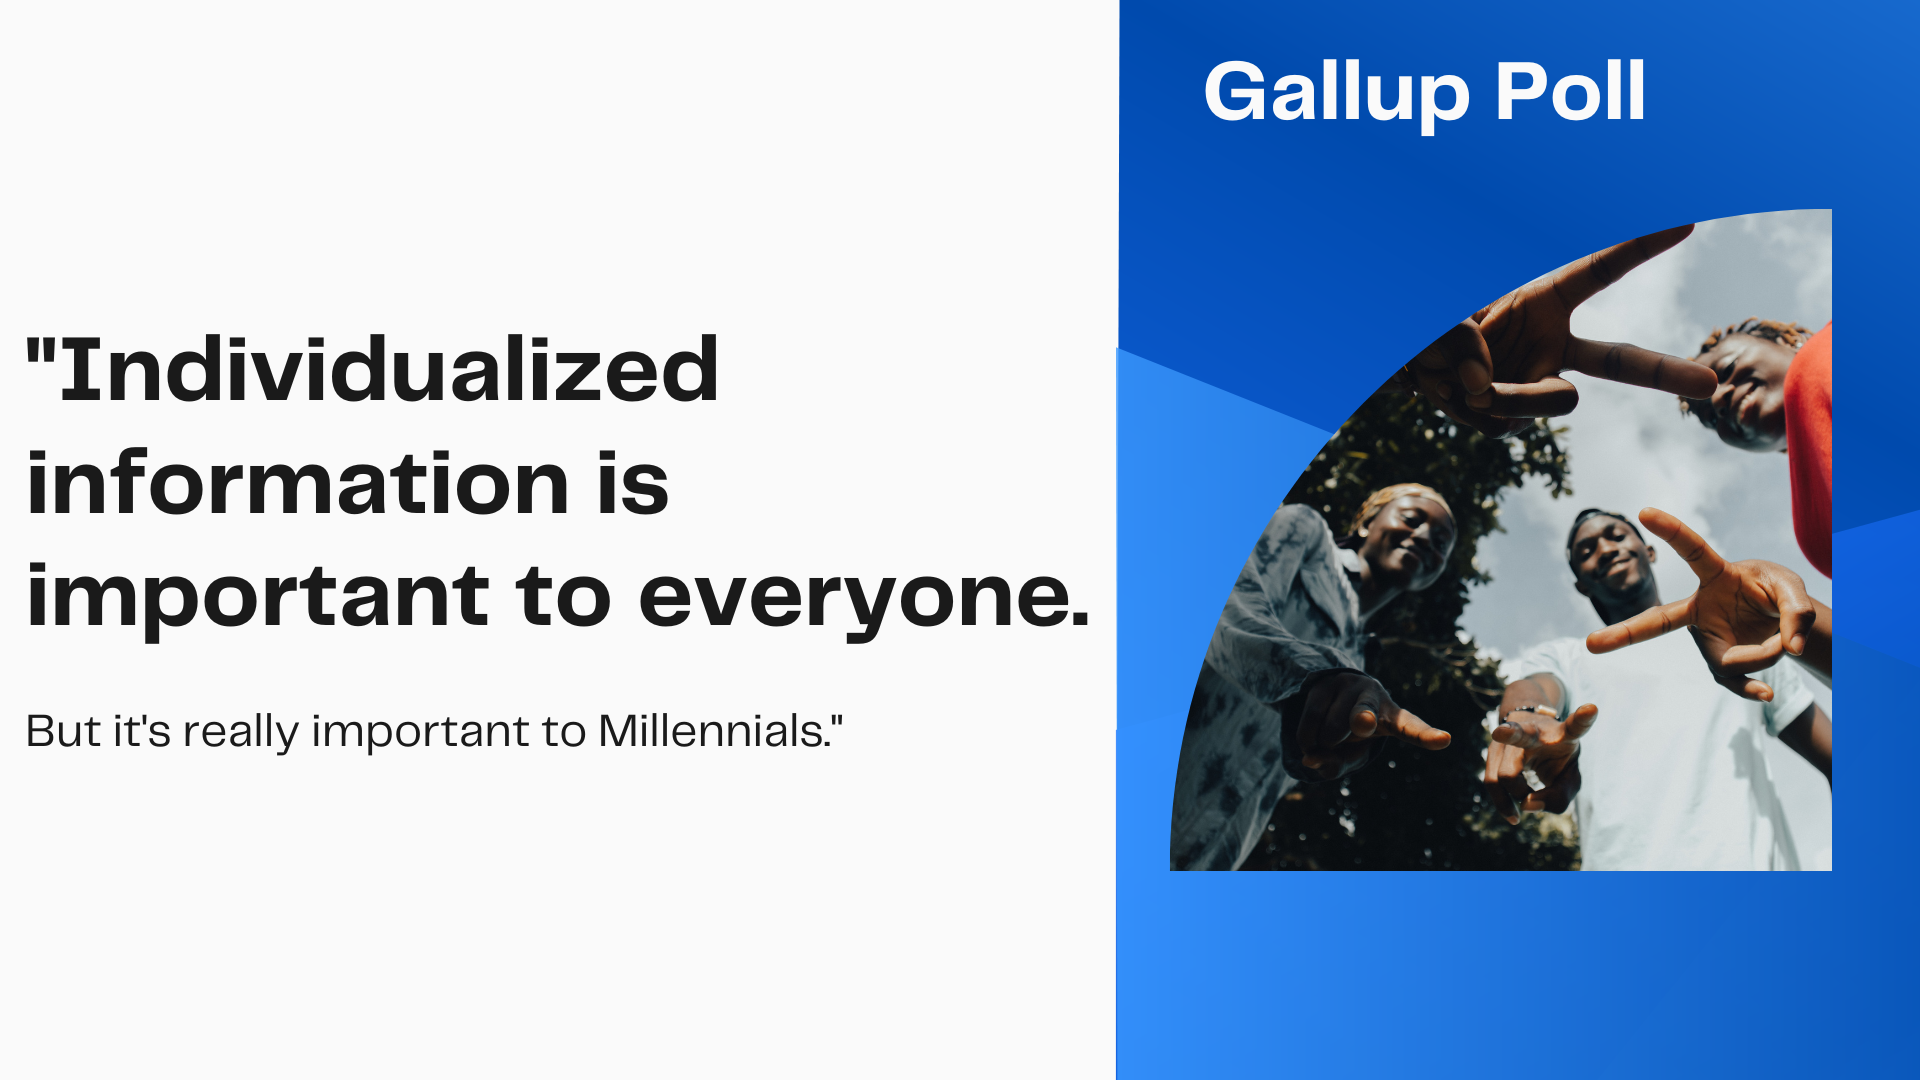 Gallup Poll
"Individualized
information is
important to everyone.
But it's really important to Millennials."